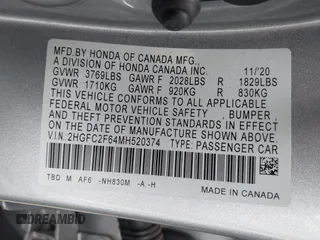 MFD. BY HONDA OF CANADA MFG.,
A DIVISION OF HONDA CANADA INC. 11/'20
GVWR 3769LBS GAWR F 2028LBS R 1829LBS
GVWR 1710KG GAWR F 920KG R 830KG
THIS VEHICLE CONFORMS TO ALL APPLICABLE
FEDERAL MOTOR VEHICLE SAFETY, BUMPER,
AND THEFT PREVENTION STANDARDS IN EFFECT
ON THE DATE OF MANUFACTURE SHOWN ABOVE.
V.I.N. 2HGFC2F64MH520374 TYPE: PASSENGER CAR
TBD M AF6 -NH830M -A -H
MADE IN CANADA
DREAMBID